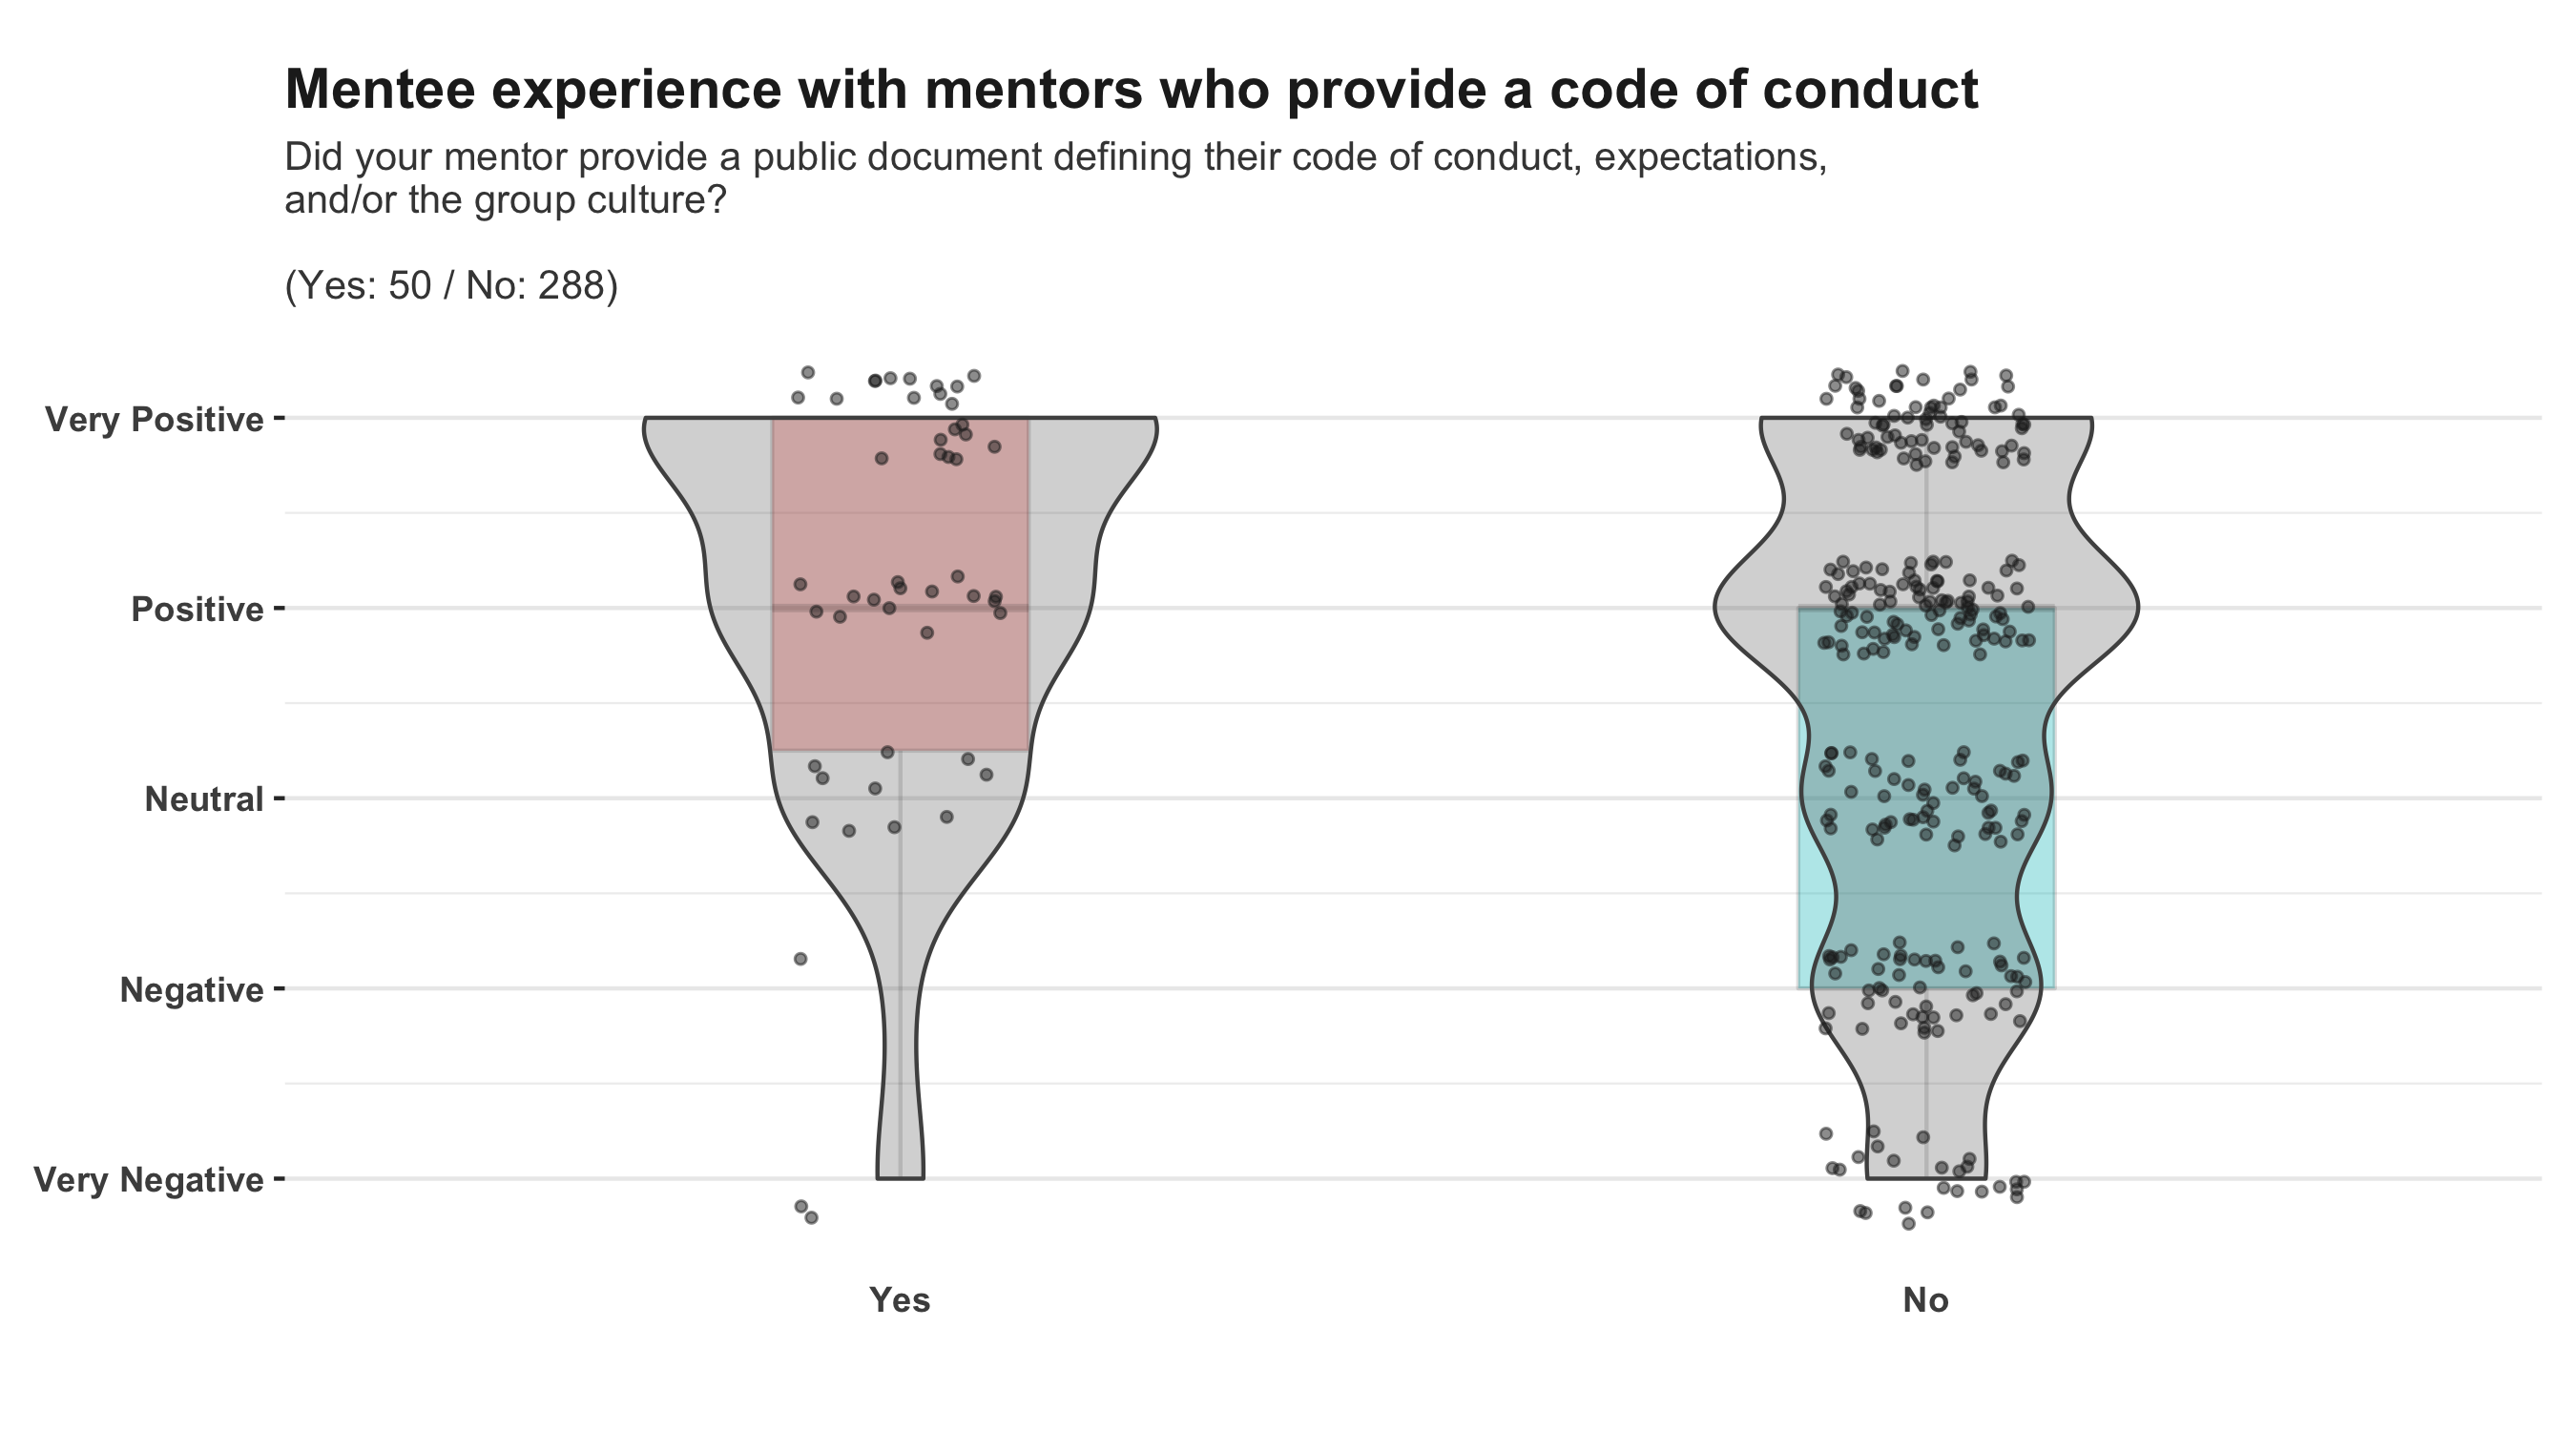 Mentee experience with mentors who provide a code of conduct
Did your mentor provide a public document defining their code of conduct, expectations,
and/or the group culture?
(Yes: 50 / No: 288)
Very Positive
Positive
Neutral
Negative
Very Negative
Yes
No